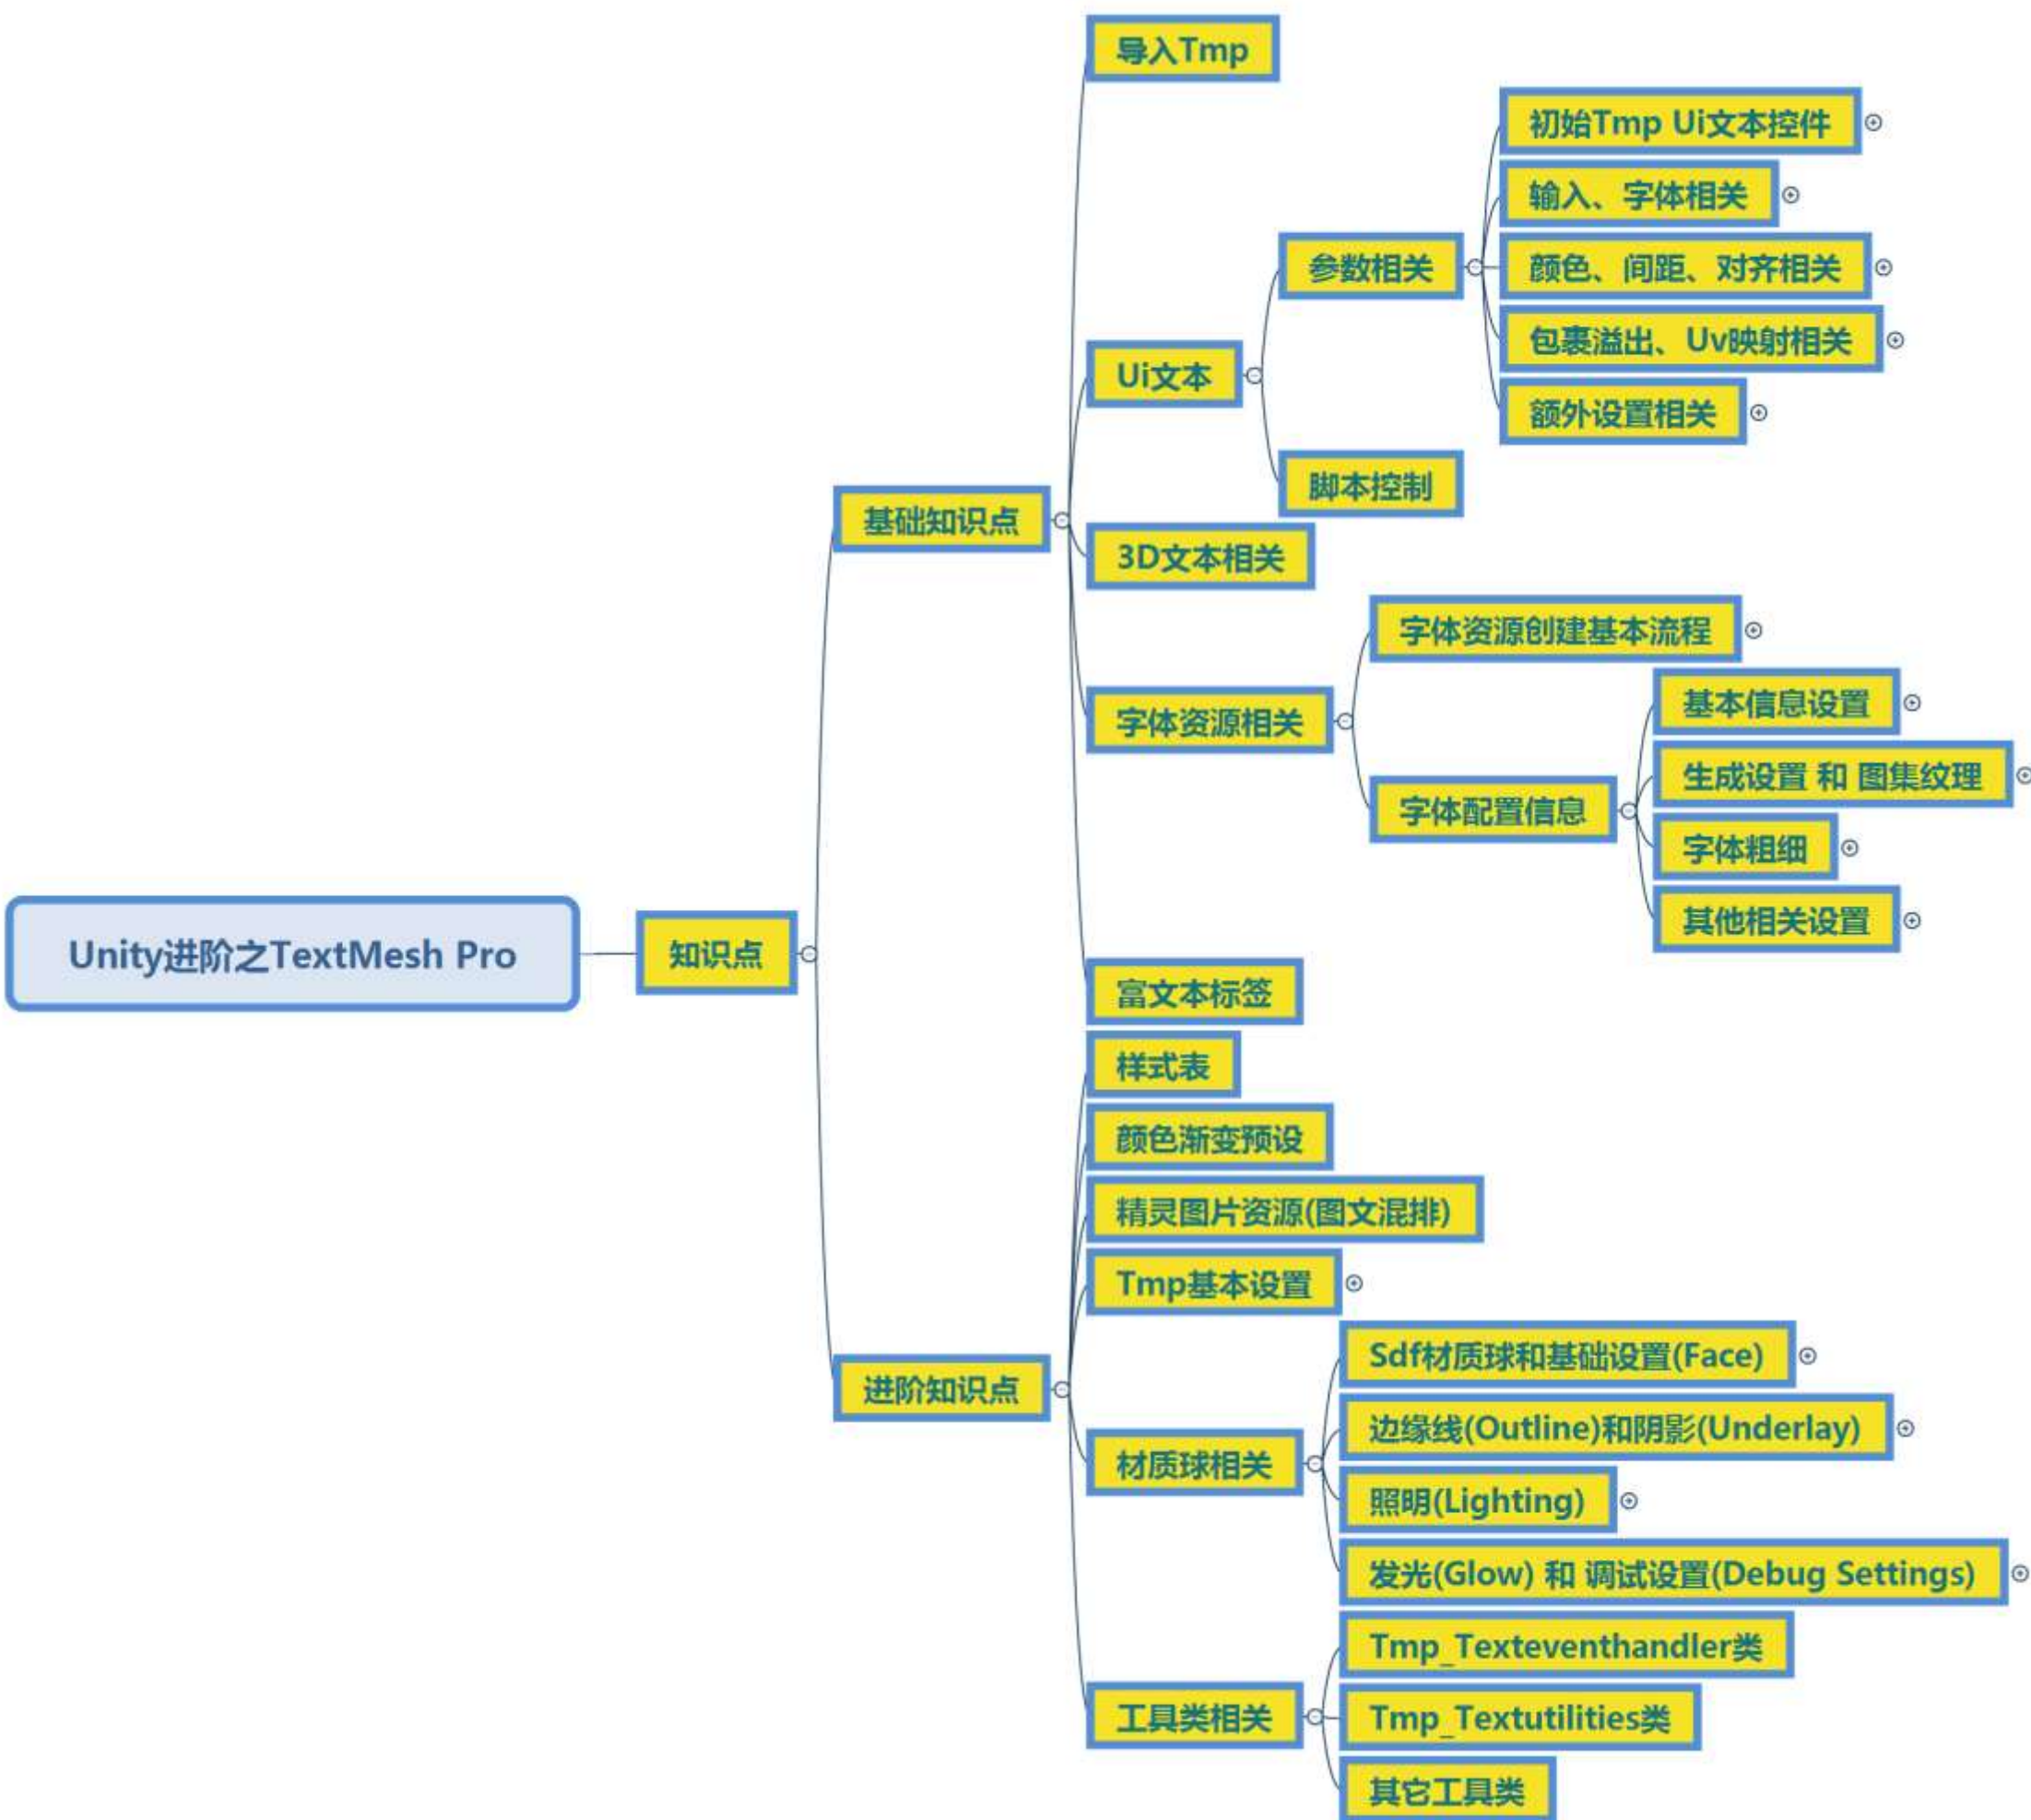 Unity进阶之TextMesh Pro
知识点
基础知识点
导入Tmp
Ui文本
参数相关
初始Tmp Ui文本控件
输入、字体相关
颜色、间距、对齐相关
包裹溢出、Uv映射相关
额外设置相关
脚本控制
3D文本相关
字体资源相关
字体资源创建基本流程
字体配置信息
基本信息设置
生成设置 和 图集纹理
字体粗细
其他相关设置
富文本标签
进阶知识点
样式表
颜色渐变预设
精灵图片资源(图文混排)
Tmp基本设置
材质球相关
Sdf材质球和基础设置(Face)
边缘线(Outline)和阴影(Underlay)
照明(Lighting)
发光(Glow) 和 调试设置(Debug Settings)
工具类相关
Tmp_Texteventhandler类
Tmp_Textutilities类
其它工具类